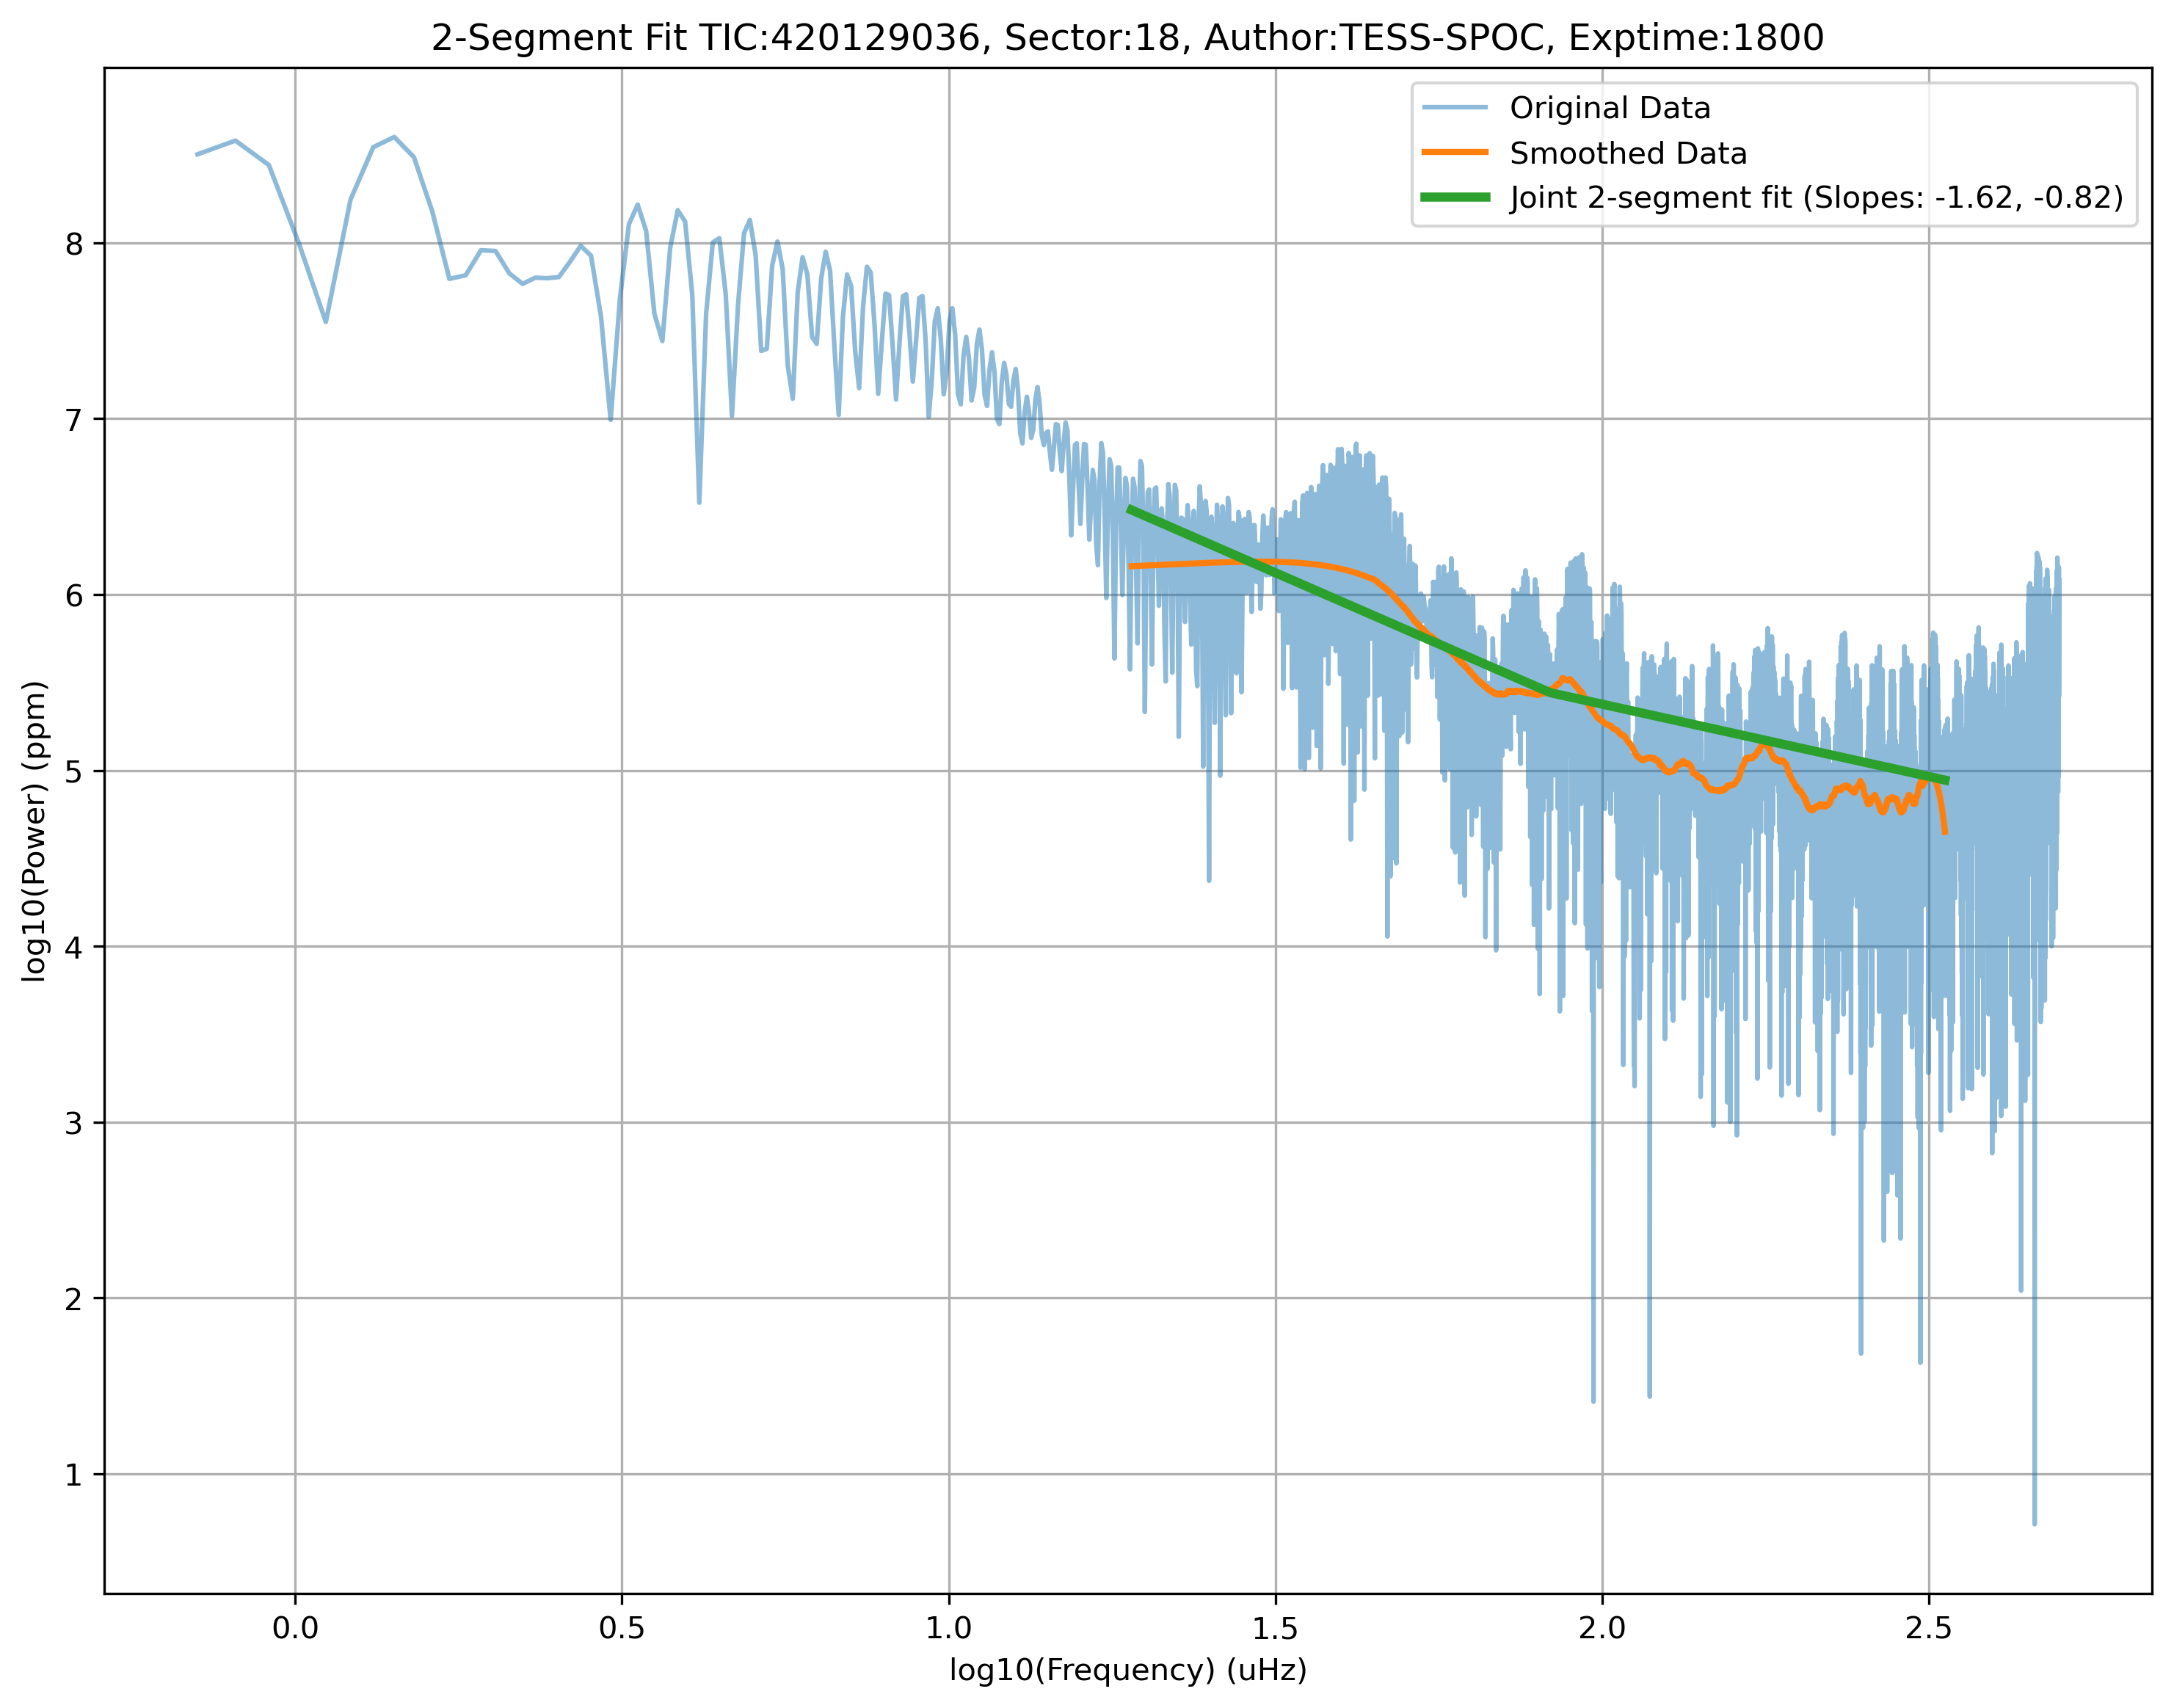 2-Segment Fit TIC:420129036, Sector:18, Author:TESS-SPOC, Exptime:1800
Original Data
Smoothed Data
Joint 2-segment fit (Slopes: -1.62, -0.82)
log10(Power) (ppm)
8
7
6
5
4
3
2
1
0.0 0.5 1.0 1.5 2.0 2.5
log10(Frequency) (uHz)